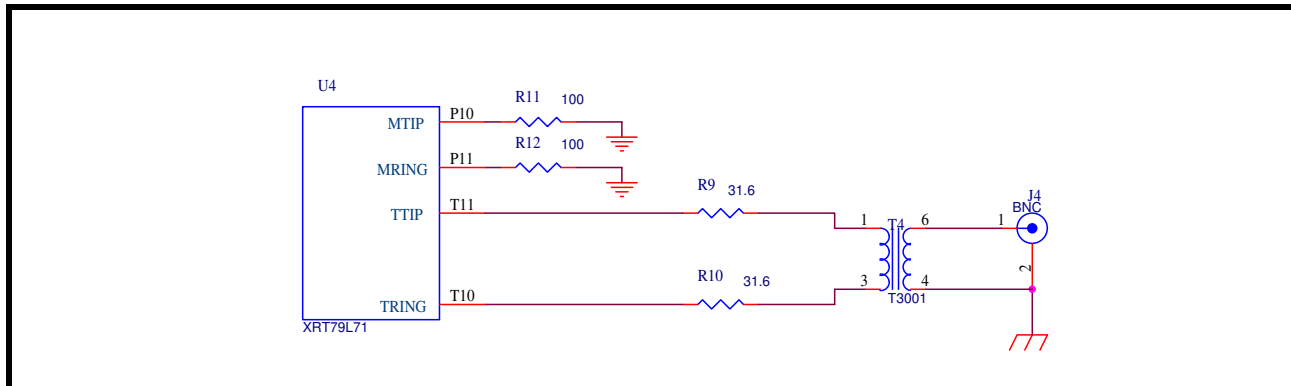 U4
R11 100
MTIP P10
R12 100
MRING P11
R9 31.6
TTIP T11
J4
BNC
1 T4 6 1
2
R10 31.6
3 4
TRING T10
T3001
XRT79L71